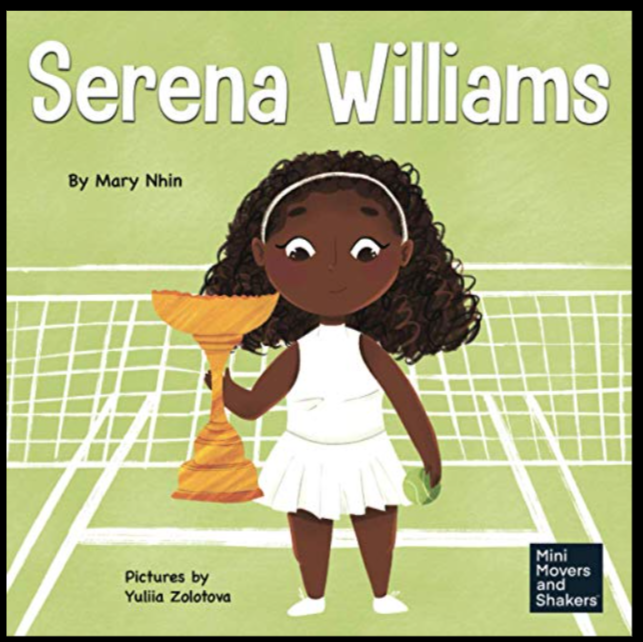 Serena Williams
By Mary Nhin
Pictures by
Yuliia Zolotova
Mini
Movers
and
Shakers